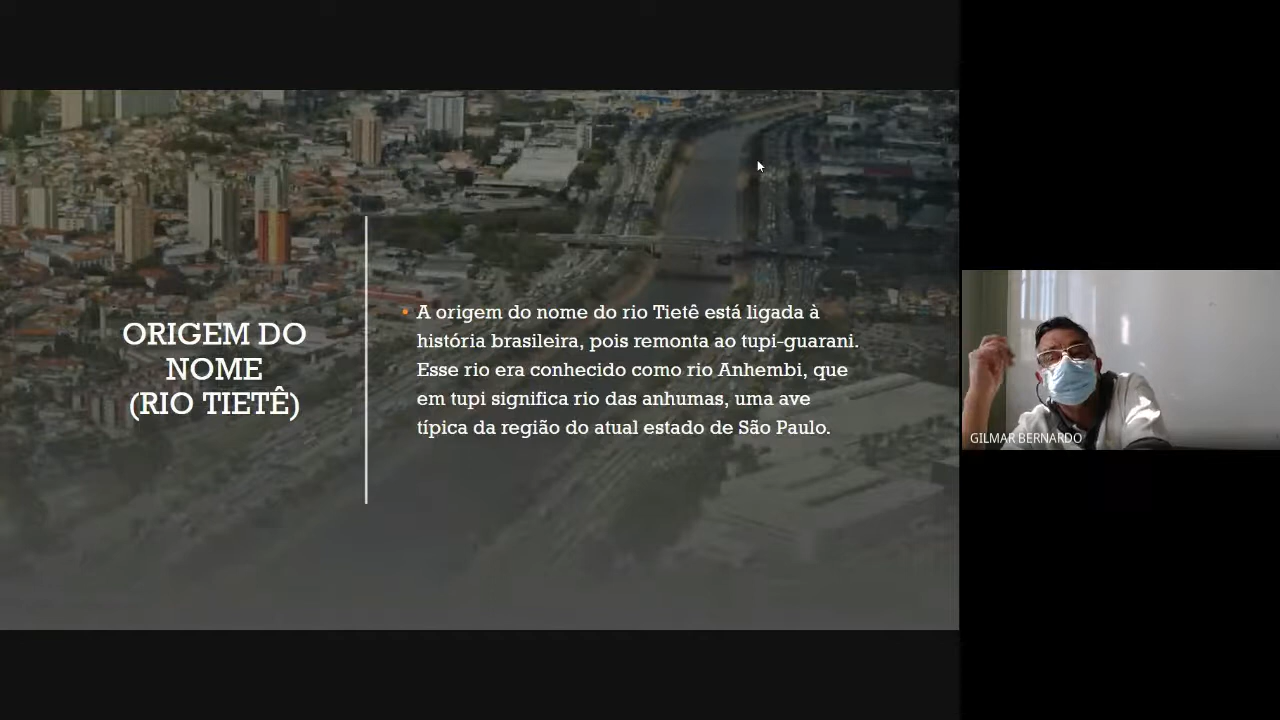 ORIGEM DO
NOME
(RIO TIETÊ)
• A origem do nome do rio Tietê está ligada à
história brasileira, pois remonta ao tupi-guarani.
Esse rio era conhecido como rio Anhembi, que
em tupi significa rio das anhumas, uma ave
típica da região do atual estado de São Paulo.
GILMAR BERNARDO